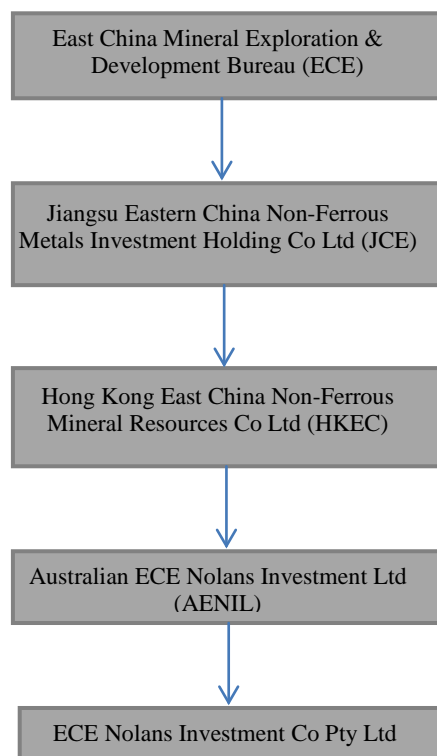 East China Mineral Exploration &
Development Bureau (ECE)
Jiangsu Eastern China Non-Ferrous
Metals Investment Holding Co Ltd (JCE)
Hong Kong East China Non-Ferrous
Mineral Resources Co Ltd (HKEC)
Australian ECE Nolans Investment Ltd
(AENIL)
ECE Nolans Investment Co Pty Ltd